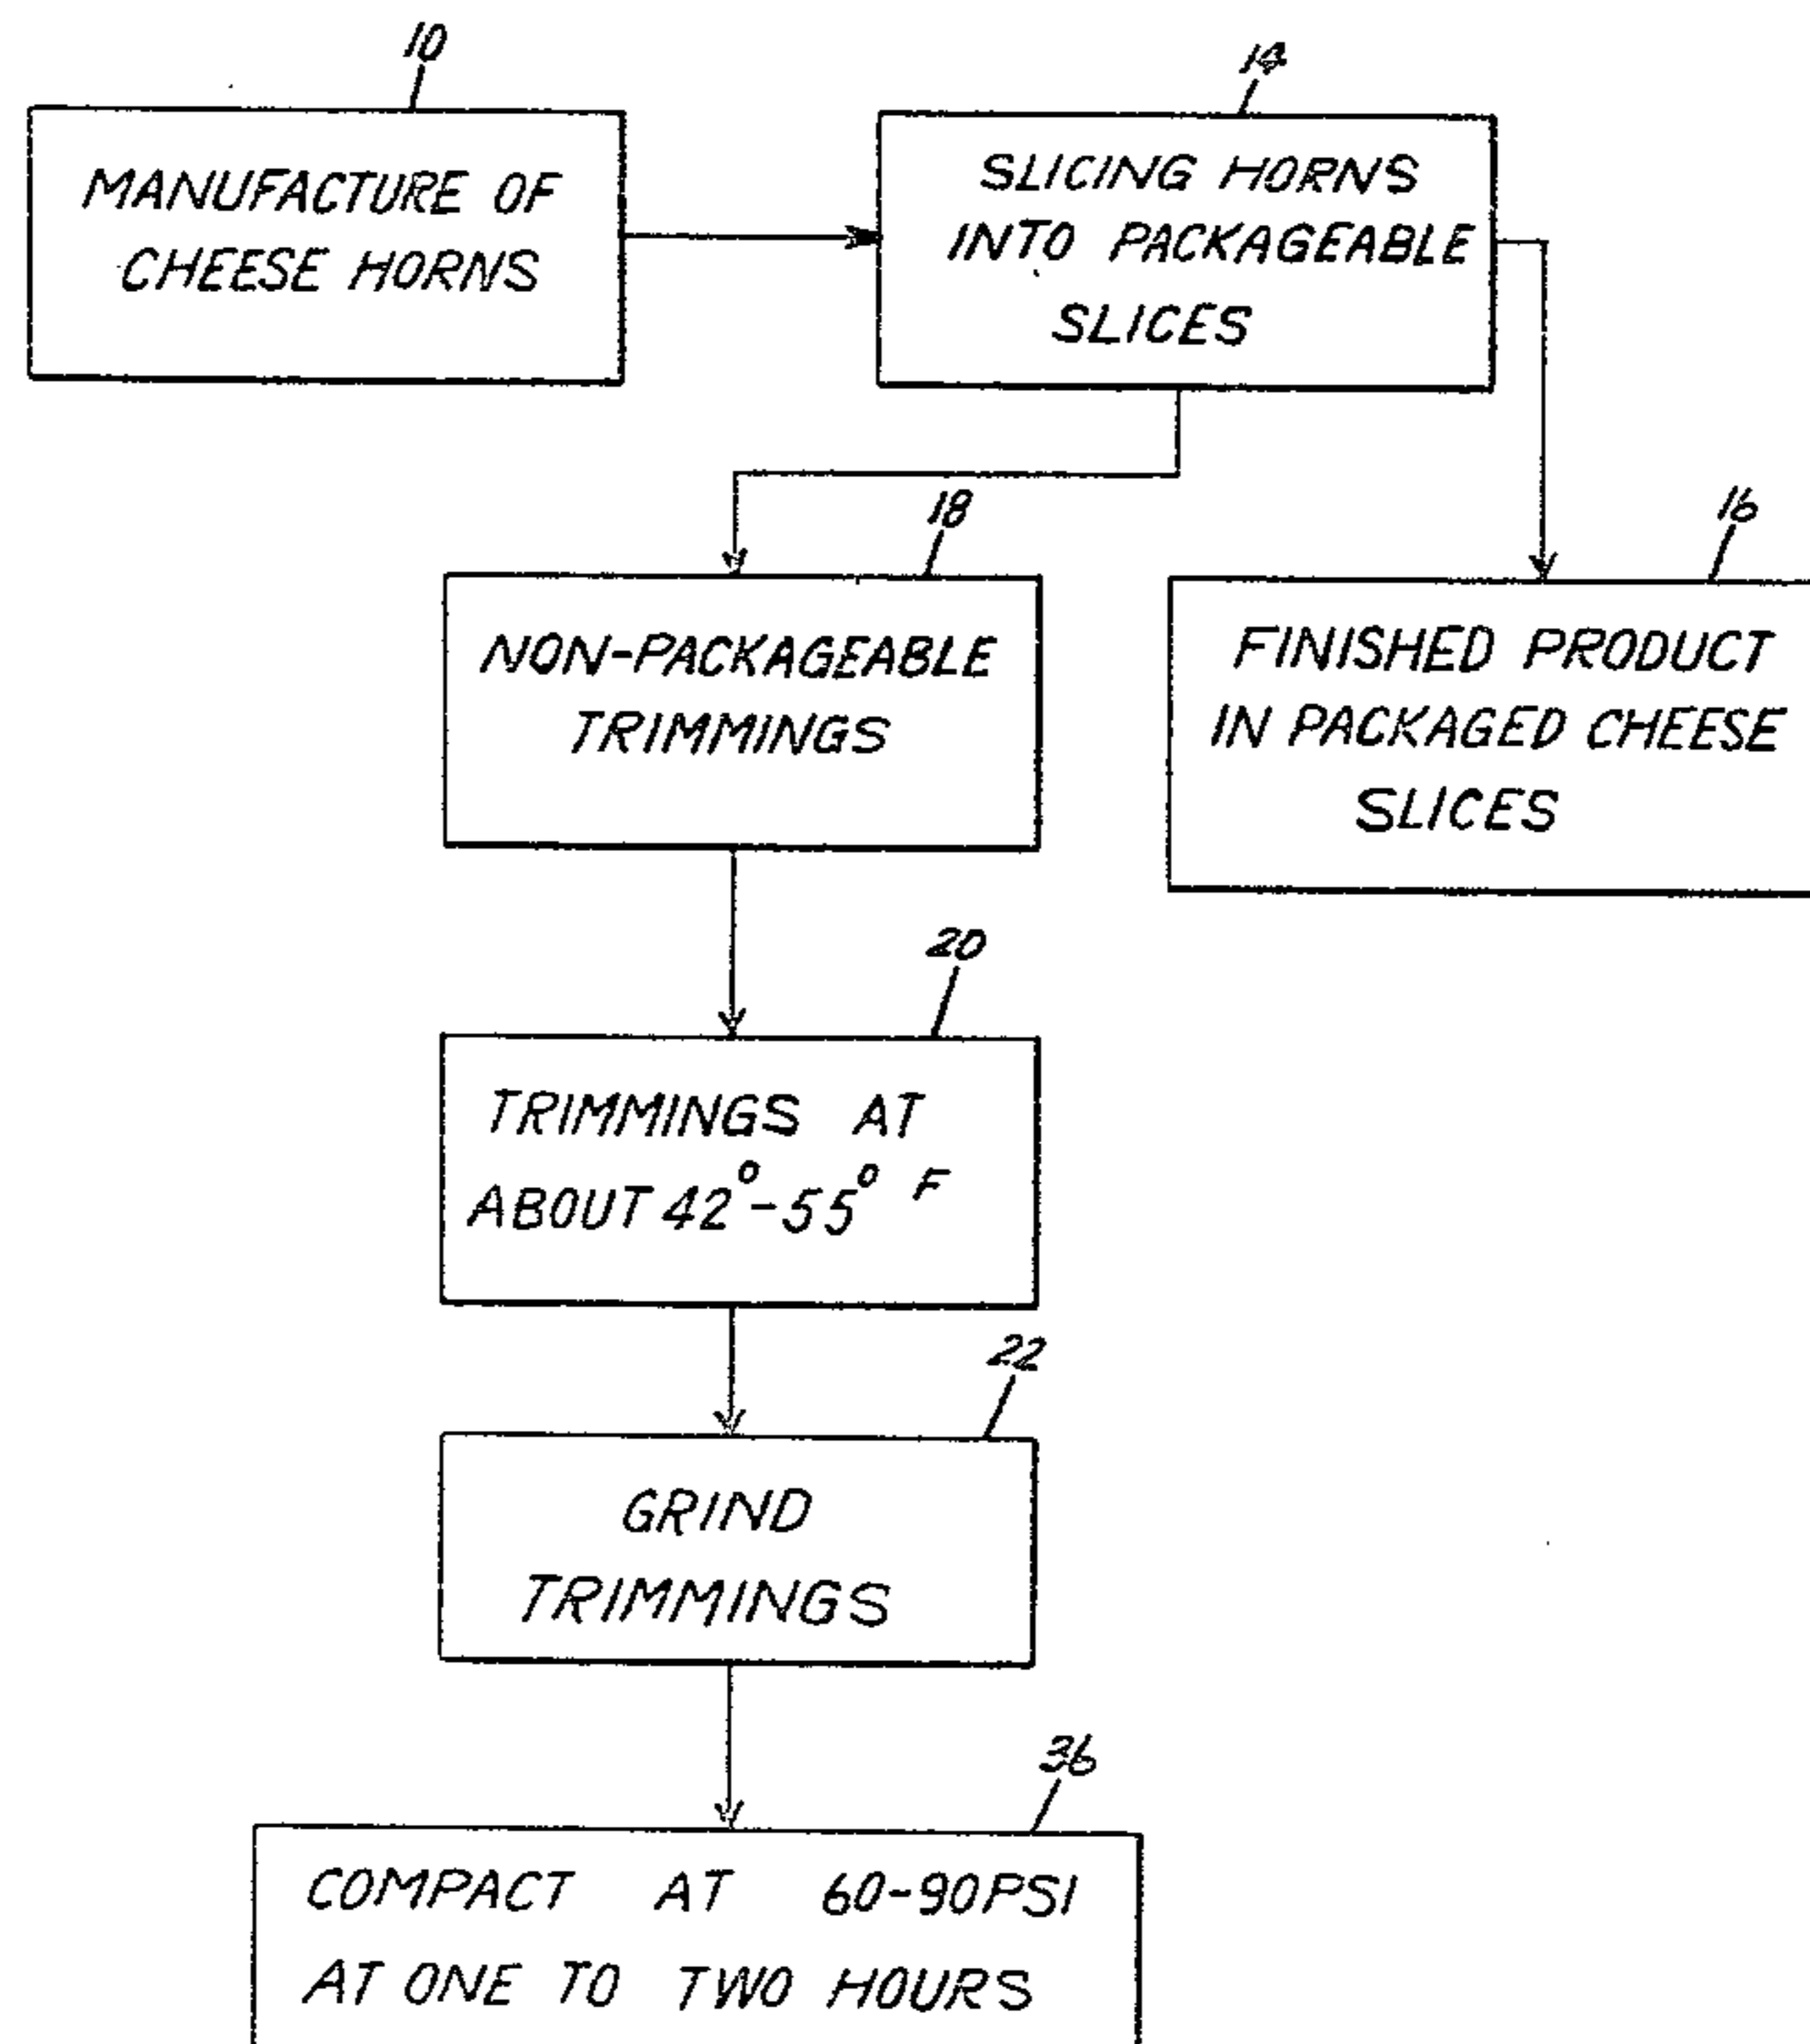 10
MANUFACTURE OF
CHEESE HORNS
14
SLICING HORNS
INTO PACKAGEABLE
SLICES
18
NON-PACKAGEABLE
TRIMMINGS
16
FINISHED PRODUCT
IN PACKAGED CHEESE
SLICES
20
TRIMMINGS AT
ABOUT 42°-55° F
22
GRIND
TRIMMINGS
36
COMPACT AT 60-90PSI
AT ONE TO TWO HOURS